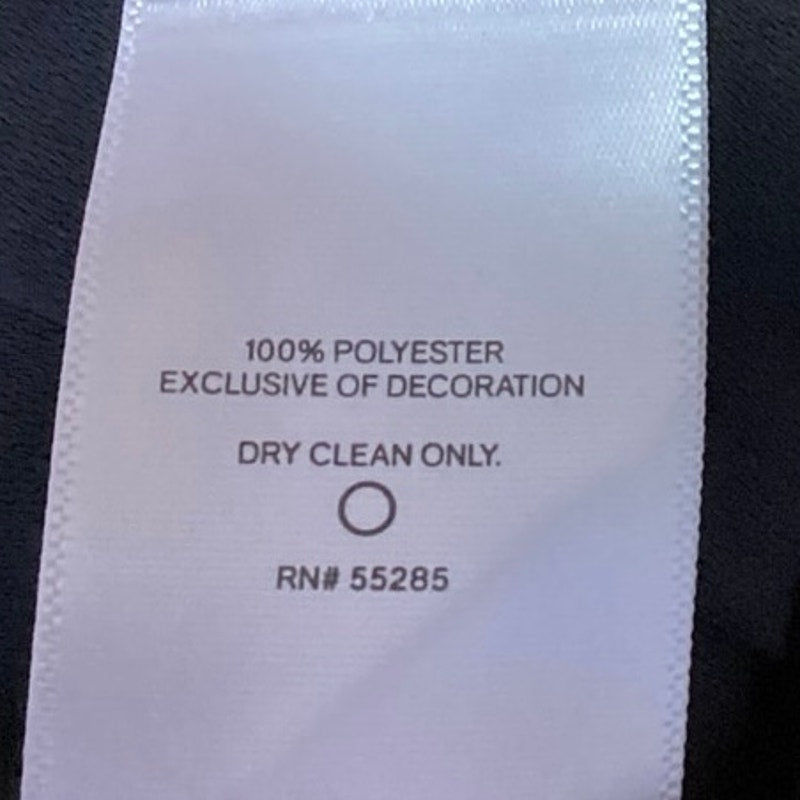 100% POLYESTER
EXCLUSIVE OF DECORATION
DRY CLEAN ONLY.
RN# 55285